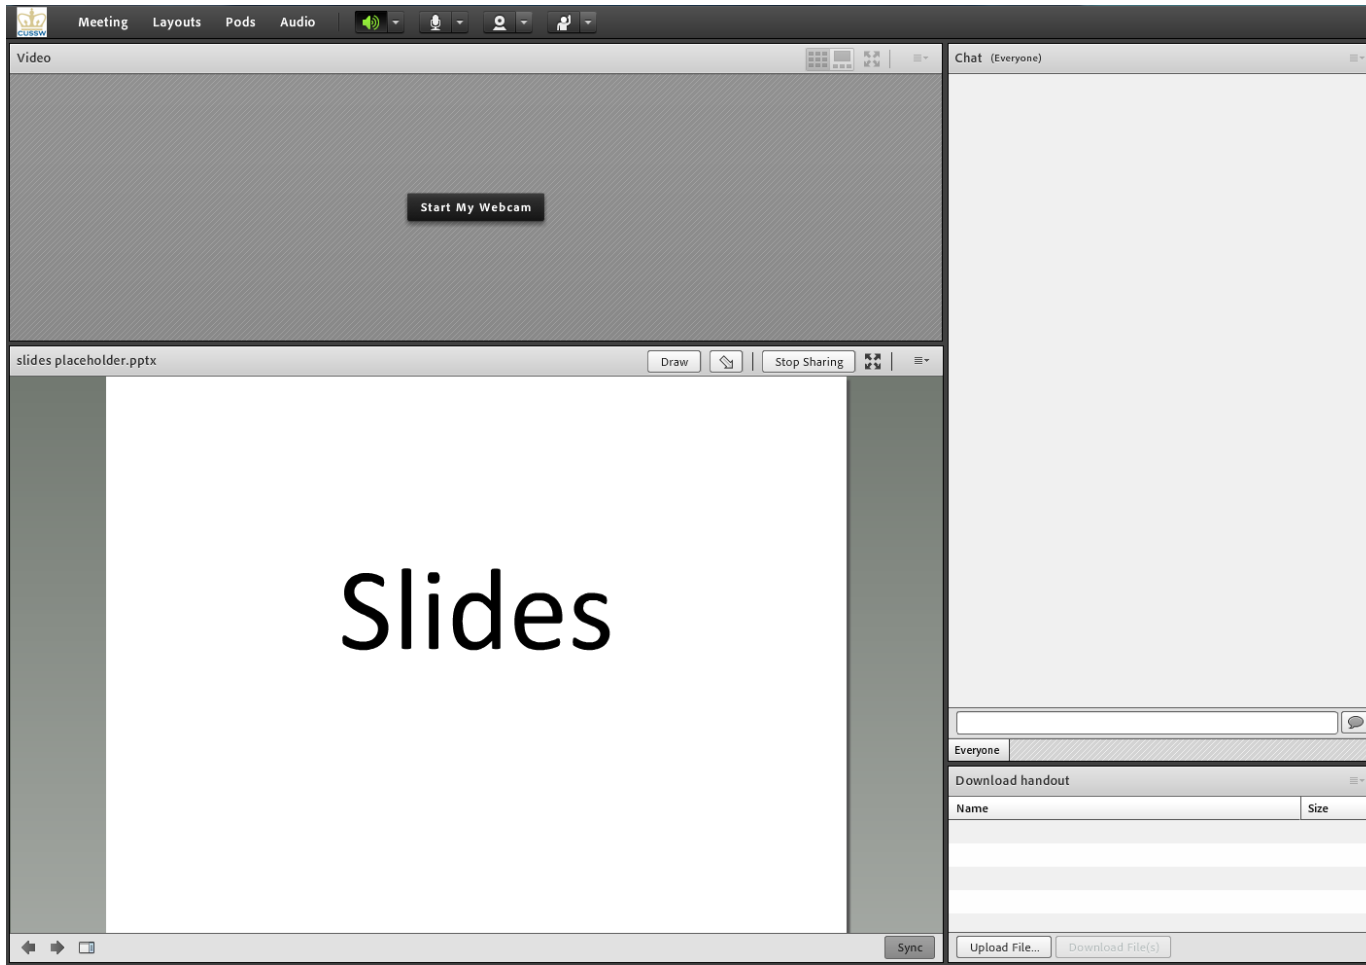 CUSSW
Meeting Layouts Pods Audio
Video
Start My Webcam
slides placeholder.pptx
Draw
Stop Sharing
Slides
Sync
Chat (Everyone)
Everyone
Download handout
Name Size
Upload File... Download File(s)